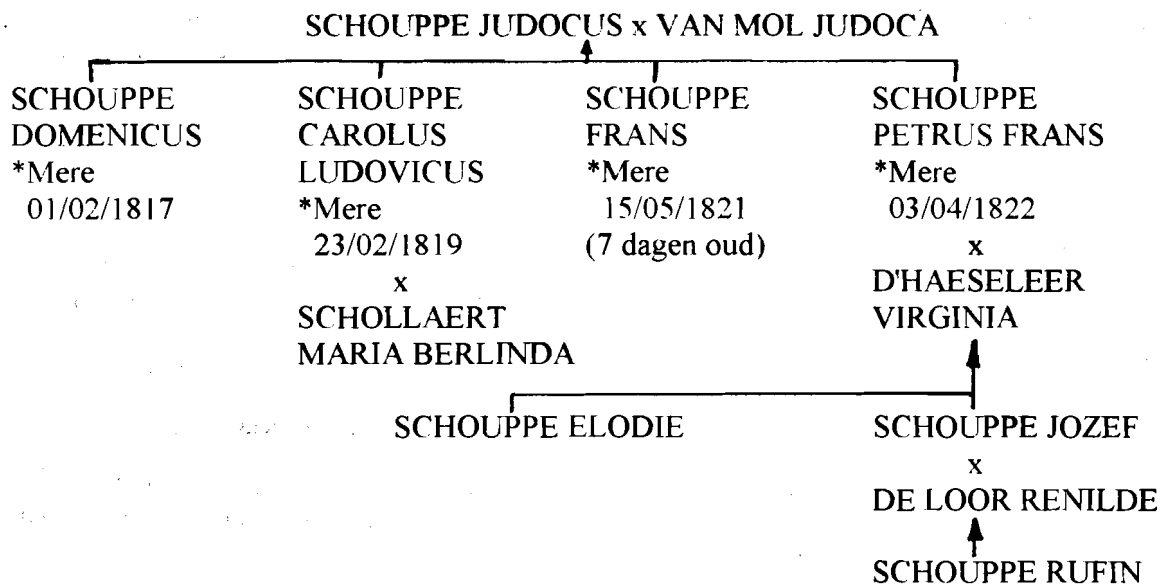 SCHOUPPE JUDOCUS x VAN MOL JUDOCA
SCHOUPPE
DOMENICUS
*Mere
01/02/1817
SCHOUPPE
CAROLUS
LUDOVICUS
*Mere
23/02/1819
x
SCHOLLAERT
MARIA BERLINDA
SCHOUPPE
FRANS
*Mere
15/05/1821
(7 dagen oud)
SCHOUPPE
PETRUS FRANS
*Mere
03/04/1822
x
D'HAESELEER
VIRGINIA
SCHOUPPE ELODIE
SCHOUPPE JOZEF
x
DE LOOR RENILDE
SCHOUPPE RUFIN